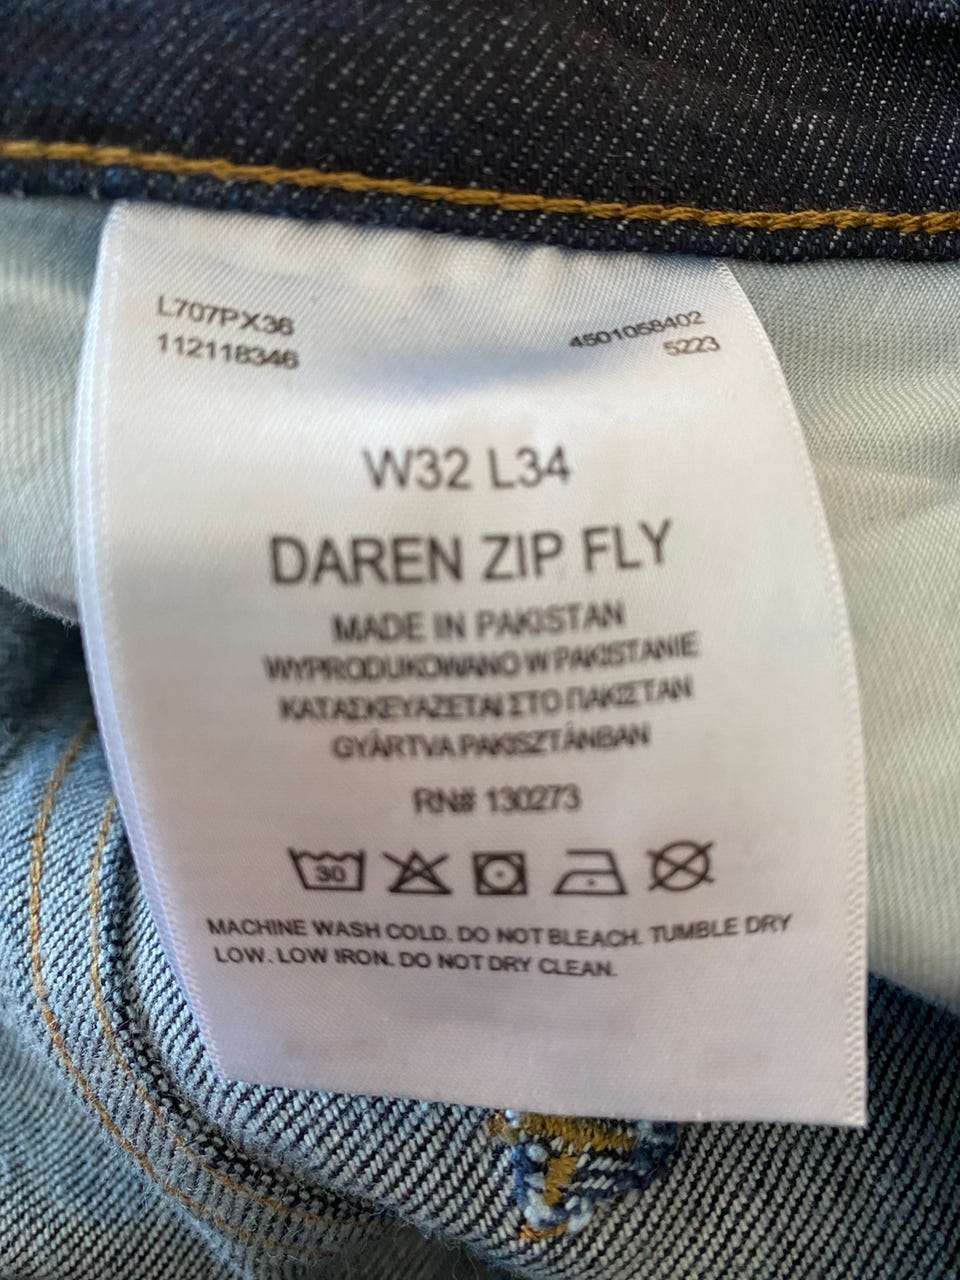 L707PX36
112118346
4501058402
5223
W32 L34
DAREN ZIP FLY
MADE IN PAKISTAN
WYPRODUKOWANO W PAKISTANIE
ΚΑΤΑΣΚΕΥΑΖΕΤΑΙ ΣΤΟ ΠΑΚΙΣΤΑΝ
GYÁRTVA PAKISZTÁNBAN
RN# 130273
30
MACHINE WASH COLD. DO NOT BLEACH. TUMBLE DRY
LOW. LOW IRON. DO NOT DRY CLEAN.